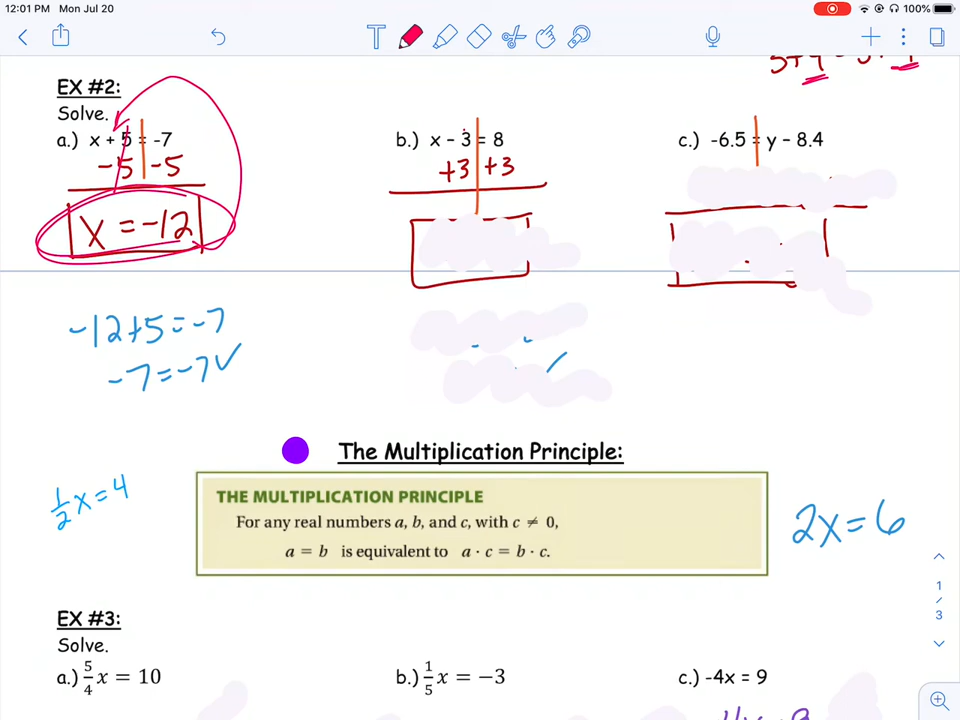 12:01 PM Mon Jul 20
100%
EX #2:
Solve.
a.) x + 5 = -7
-5 -5
x = -12
-12+5=-7
-7=-7✓
b.) x – 3 = 8
+3 +3
c.) -6.5 = y – 8.4
The Multiplication Principle:
THE MULTIPLICATION PRINCIPLE
For any real numbers a, b, and c, with c ≠ 0,
a = b is equivalent to a · c = b · c.
1/2 x = 4
2x = 6
EX #3:
Solve.
a.) 5/4 x = 10
b.) 1/5 x = −3
c.) -4x = 9
1
/
3